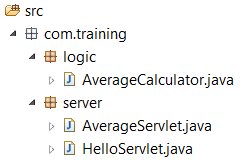 src
com.training
logic
AverageCalculator.java
server
AverageServlet.java
HelloServlet.java